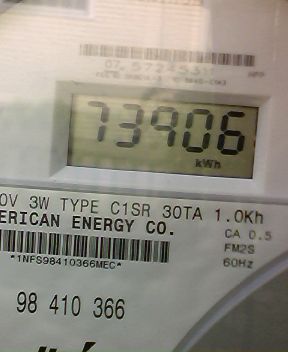 73906
kWh
0V 3W TYPE C1SR 30TA 1.0Kh
ERICAN ENERGY CO.
CA 0.5
FM2S
*1NFS98410366MEC*
60Hz
98 410 366